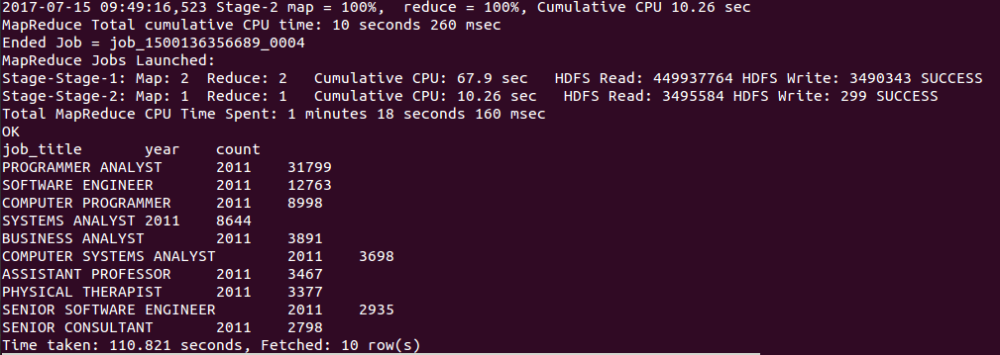 2017-07-15 09:49:16,523 Stage-2 map = 100%,  reduce = 100%, Cumulative CPU 10.26 sec
MapReduce Total cumulative CPU time: 10 seconds 260 msec
Ended Job = job_1500136356689_0004
MapReduce Jobs Launched:
Stage-Stage-1: Map: 2  Reduce: 2   Cumulative CPU: 67.9 sec   HDFS Read: 449937764 HDFS Write: 3490343 SUCCESS
Stage-Stage-2: Map: 1  Reduce: 1   Cumulative CPU: 10.26 sec   HDFS Read: 3495584 HDFS Write: 299 SUCCESS
Total MapReduce CPU Time Spent: 1 minutes 18 seconds 160 msec
OK
job_title	year	count
PROGRAMMER ANALYST	2011	31799
SOFTWARE ENGINEER	2011	12763
COMPUTER PROGRAMMER	2011	8998
SYSTEMS ANALYST	2011	8644
BUSINESS ANALYST	2011	3891
COMPUTER SYSTEMS ANALYST	2011	3698
ASSISTANT PROFESSOR	2011	3467
PHYSICAL THERAPIST	2011	3377
SENIOR SOFTWARE ENGINEER	2011	2935
SENIOR CONSULTANT	2011	2798
Time taken: 110.821 seconds, Fetched: 10 row(s)